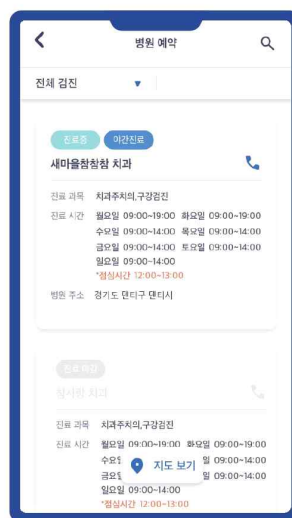 병원 예약
전체 검진
진료중 야간진료
새마을참참참 치과
진료 과목 치과주치의,구강검진
진료 시간 월요일 09:00~19:00 화요일 09:00~19:00
수요일 09:00~14:00 목요일 09:00~14:00
금요일 09:00~14:00 토요일 09:00~14:00
일요일 09:00~14:00
*점심시간 12:00~13:00
병원 주소 경기도 덴티구 덴티시
진료마감
치과
진료 과목 치과주치의,구강검진
진료 시간 월요일 09:00~19:00 화요일 09:00~19:00
수요일 09:00~14:00
지도 보기
일요일 09:00~14:00
*점심시간 12:00~13:00